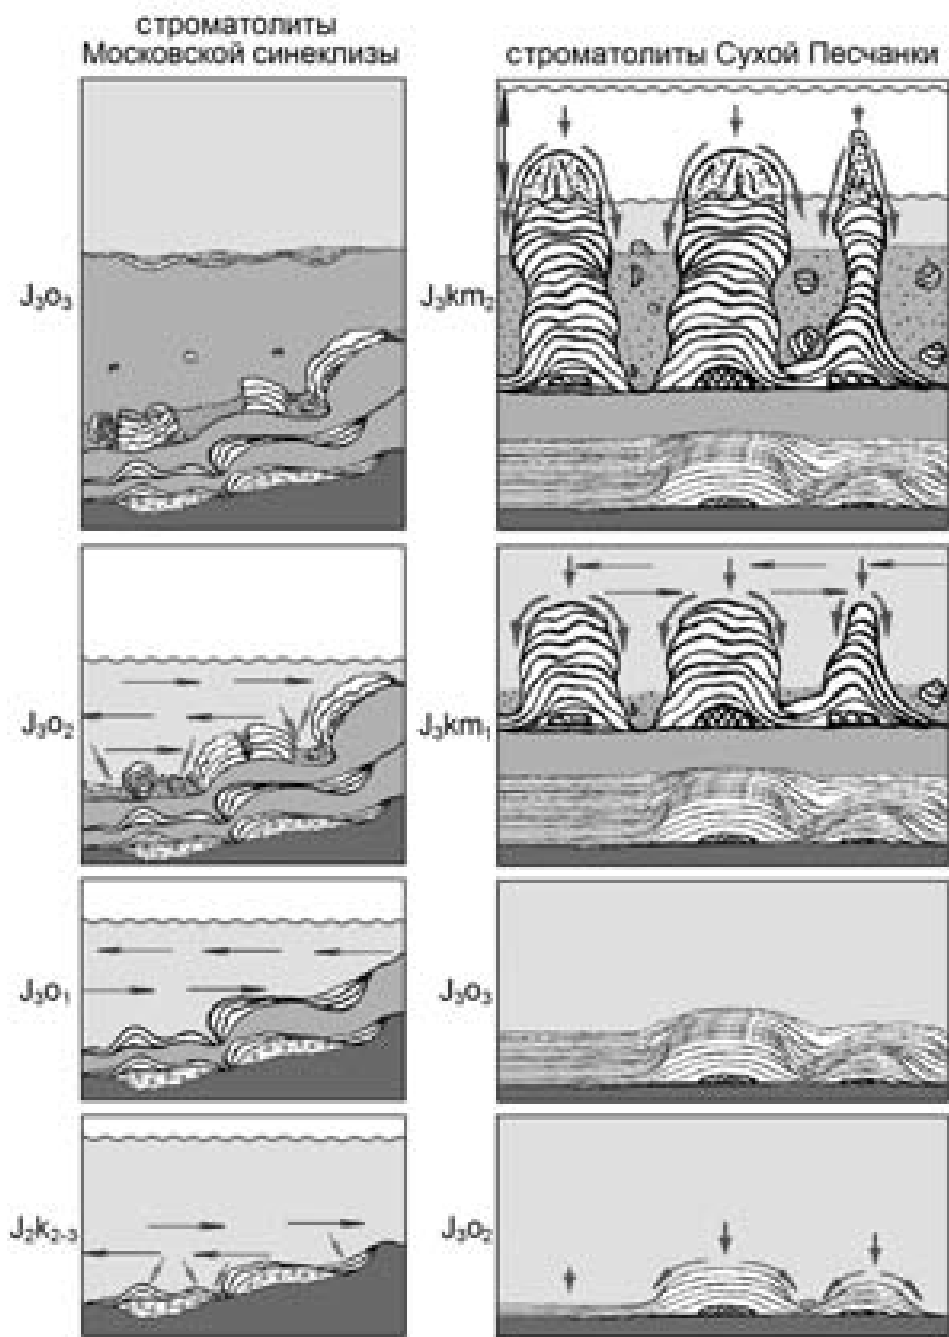 строматолиты
Московской синеклизы
J₃o₃
J₃o₂
J₃o₁
J₂k₂₋₃
строматолиты Сухой Песчанки
J₃km₂
J₃km₁
J₃o₃
J₃o₂